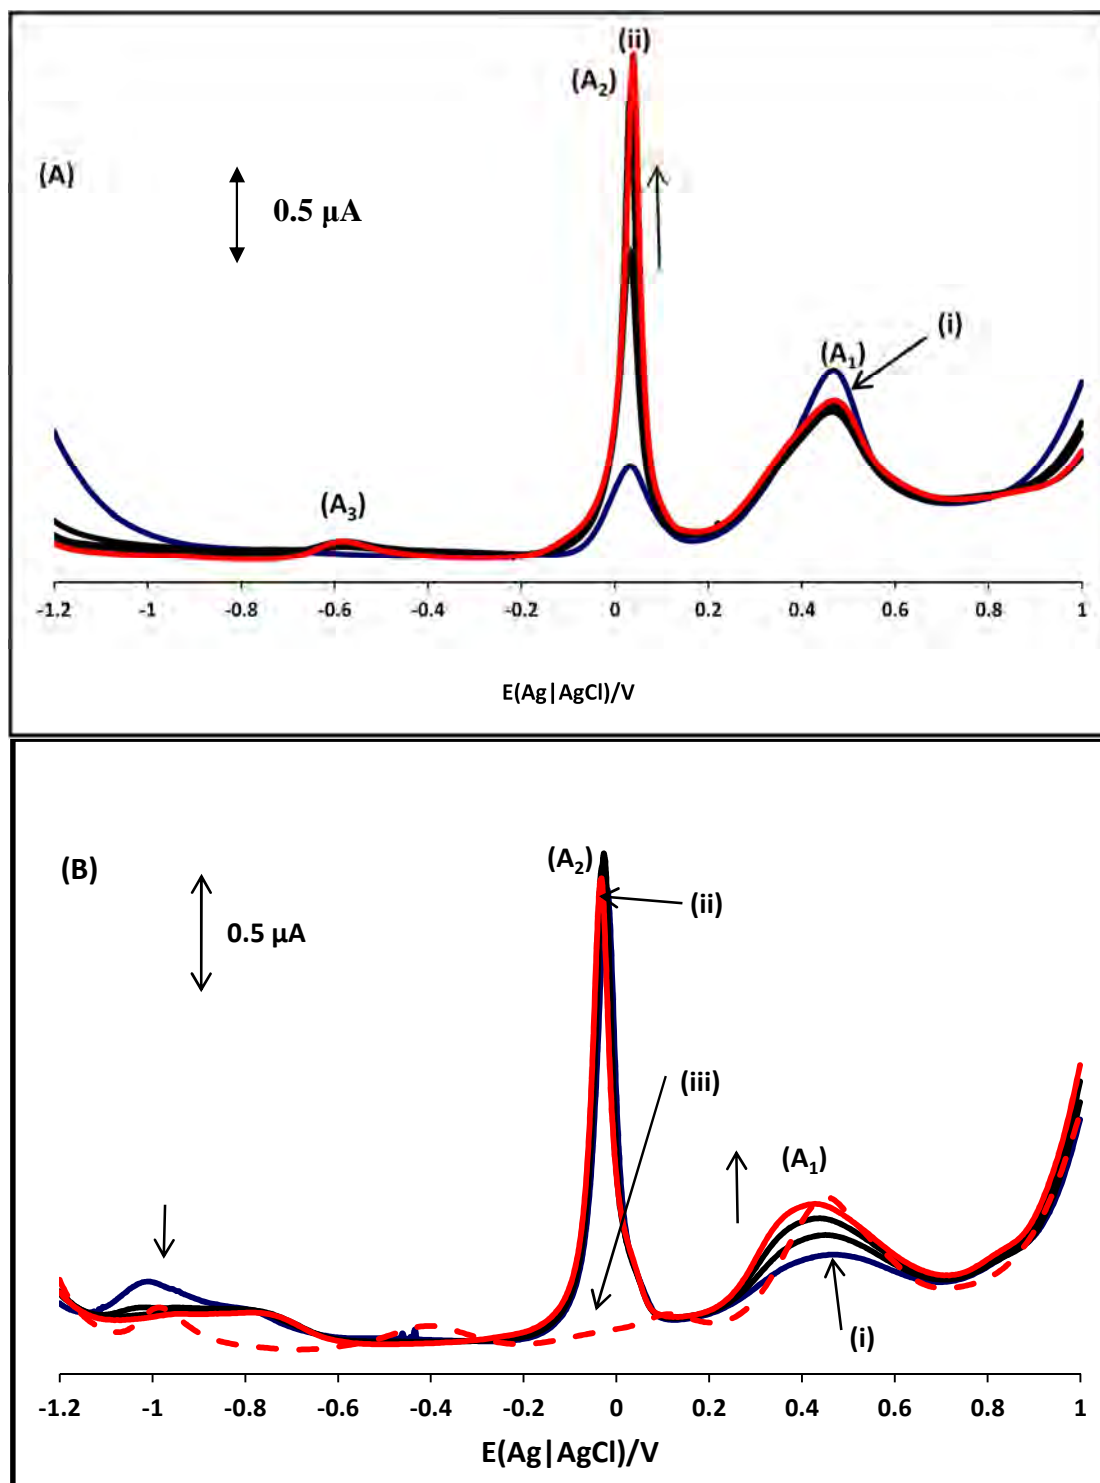 (ii)
(A₂)
(A)
0.5 µA
(i)
(A₁)
(A₃)
-1.2 -1 -0.8 -0.6 -0.4 -0.2 0 0.2 0.4 0.6 0.8 1
E(Ag|AgCl)/V
(A₂)
(B)
(ii)
0.5 µA
(iii)
(A₁)
(i)
-1.2 -1 -0.8 -0.6 -0.4 -0.2 0 0.2 0.4 0.6 0.8 1
E(Ag|AgCl)/V